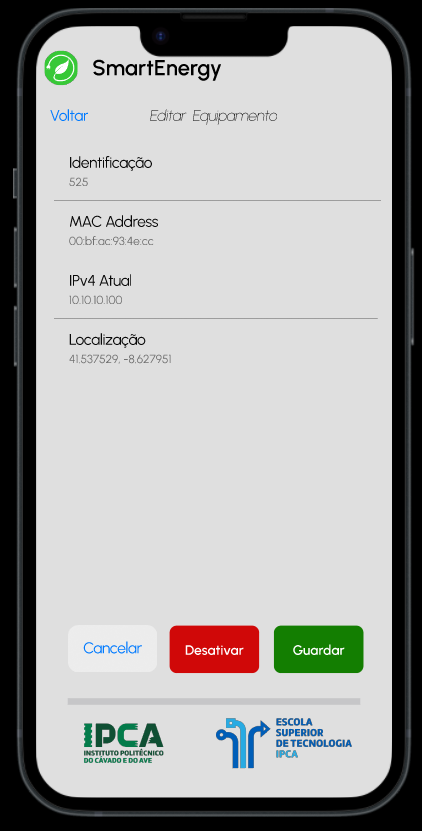 SmartEnergy
Voltar
Editar Equipamento
Identificação
525
MAC Address
00:bf:ac:93:4e:cc
IPv4 Atual
10.10.10.100
Localização
41.537529, -8.627951
Cancelar
Desativar
Guardar
IPCA
INSTITUTO POLITÉCNICO
DO CÁVADO E DO AVE
ESCOLA
SUPERIOR
DE TECNOLOGIA
IPCA